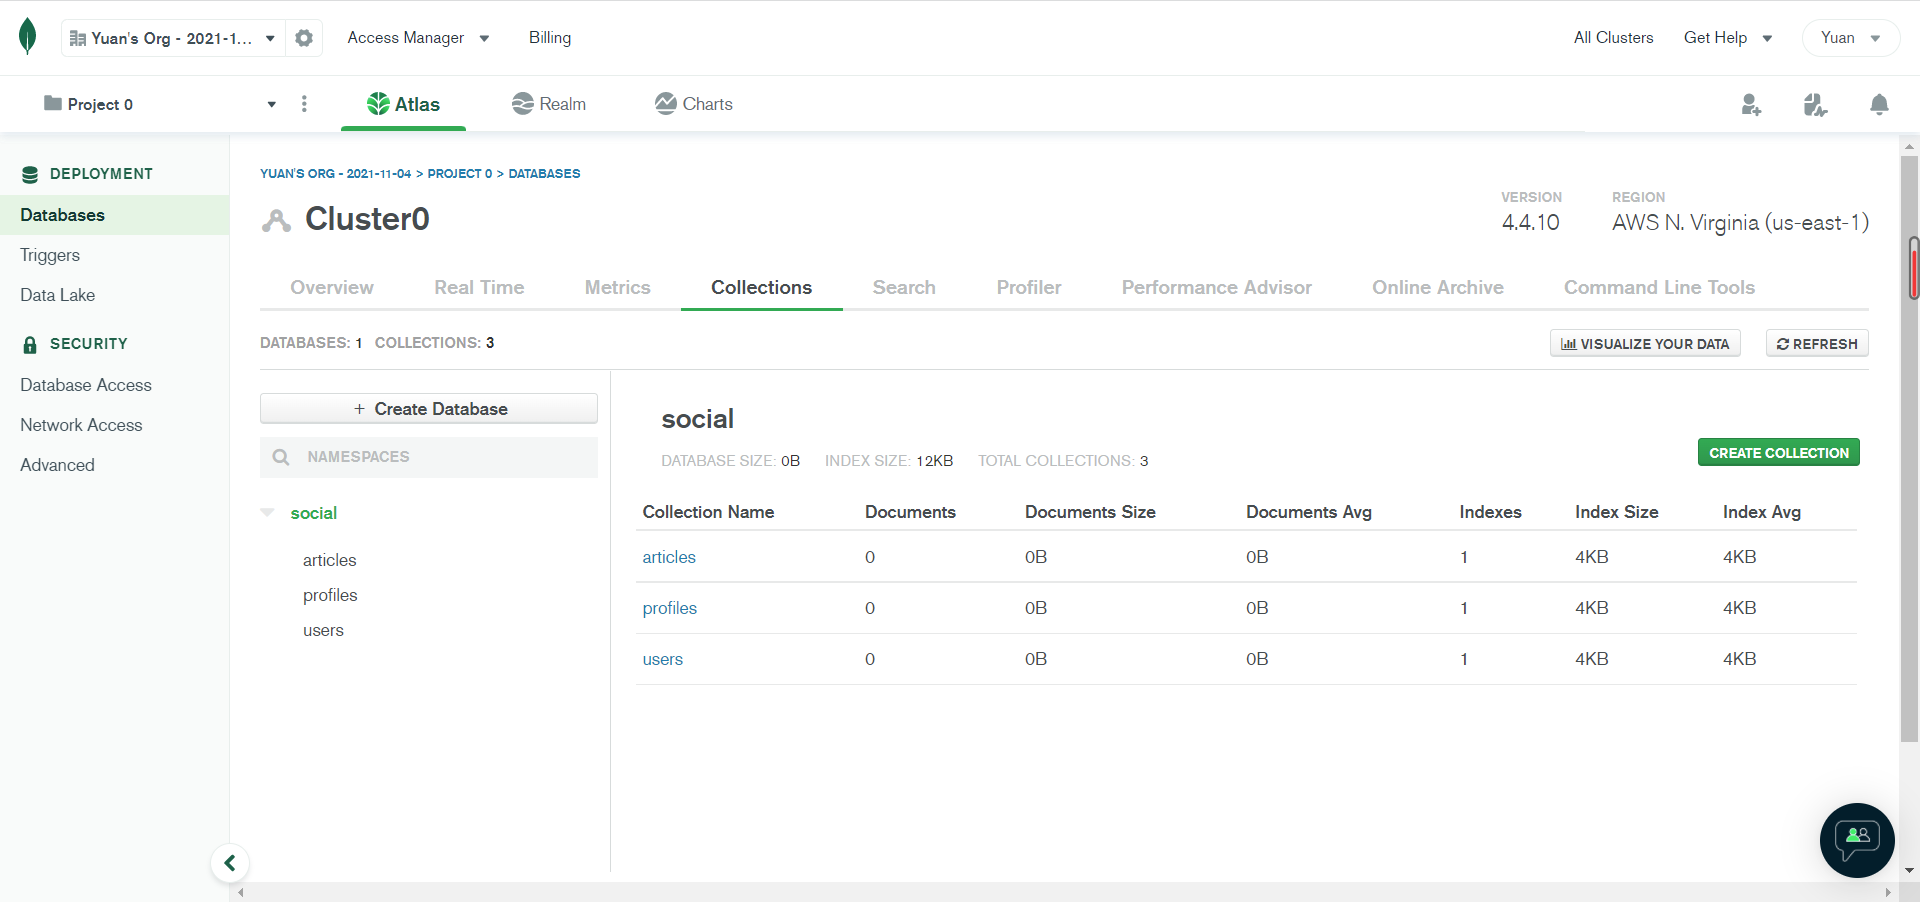 Yuan's Org - 2021-1... Access Manager Billing All Clusters Get Help Yuan
Project 0 Atlas Realm Charts
DEPLOYMENT
Databases
Triggers
Data Lake
SECURITY
Database Access
Network Access
Advanced
YUAN'S ORG - 2021-11-04 > PROJECT 0 > DATABASES
Cluster0
VERSION
4.4.10
REGION
AWS N. Virginia (us-east-1)
Overview Real Time Metrics Collections Search Profiler Performance Advisor Online Archive Command Line Tools
DATABASES: 1 COLLECTIONS: 3 VISUALIZE YOUR DATA REFRESH
+ Create Database
NAMESPACES
social
articles
profiles
users
social
DATABASE SIZE: 0B INDEX SIZE: 12KB TOTAL COLLECTIONS: 3
CREATE COLLECTION
Collection Name Documents Documents Size Documents Avg Indexes Index Size Index Avg
articles 0 0B 0B 1 4KB 4KB
profiles 0 0B 0B 1 4KB 4KB
users 0 0B 0B 1 4KB 4KB